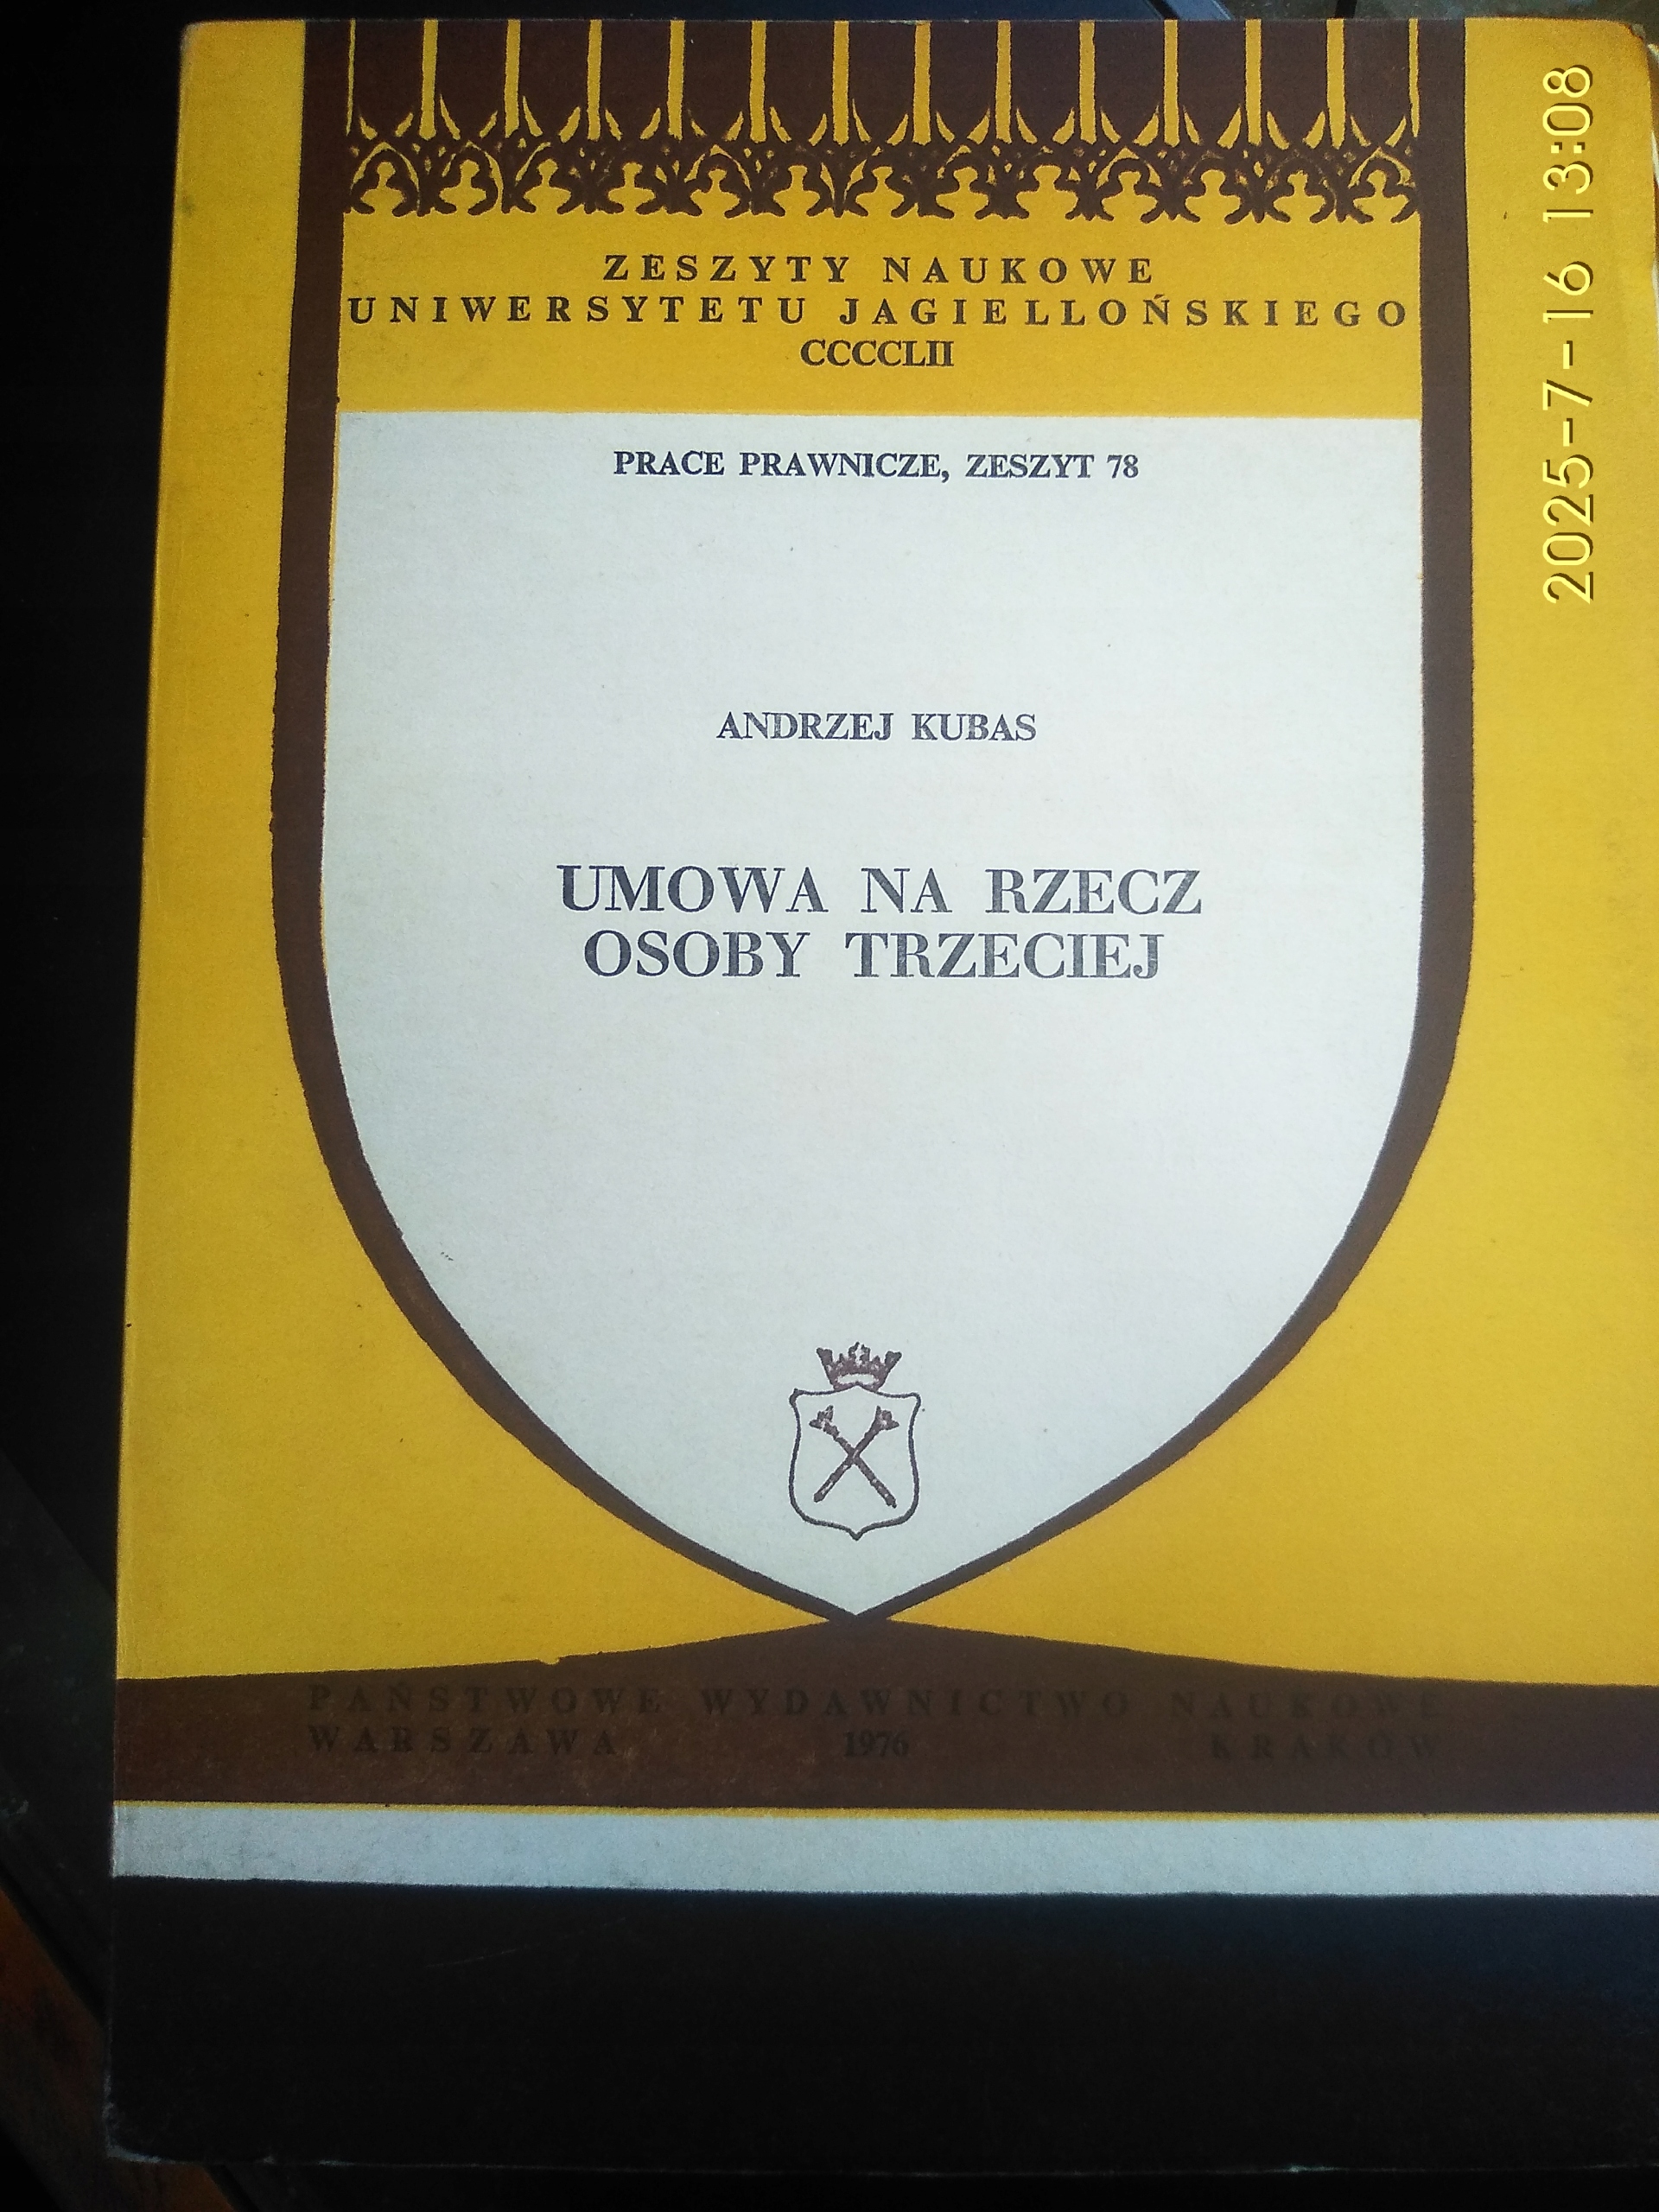 ZESZYTY NAUKOWE
UNIWERSYTETU JAGIELLOŃSKIEGO
CCCCLII
PRACE PRAWNICZE, ZESZYT 78
ANDRZEJ KUBAS
UMOWA NA RZECZ
OSOBY TRZECIEJ
PAŃSTWOWE WYDAWNICTWO NAUKOWE
WARSZAWA 1976 KRAKÓW
2025-7-16 13:08